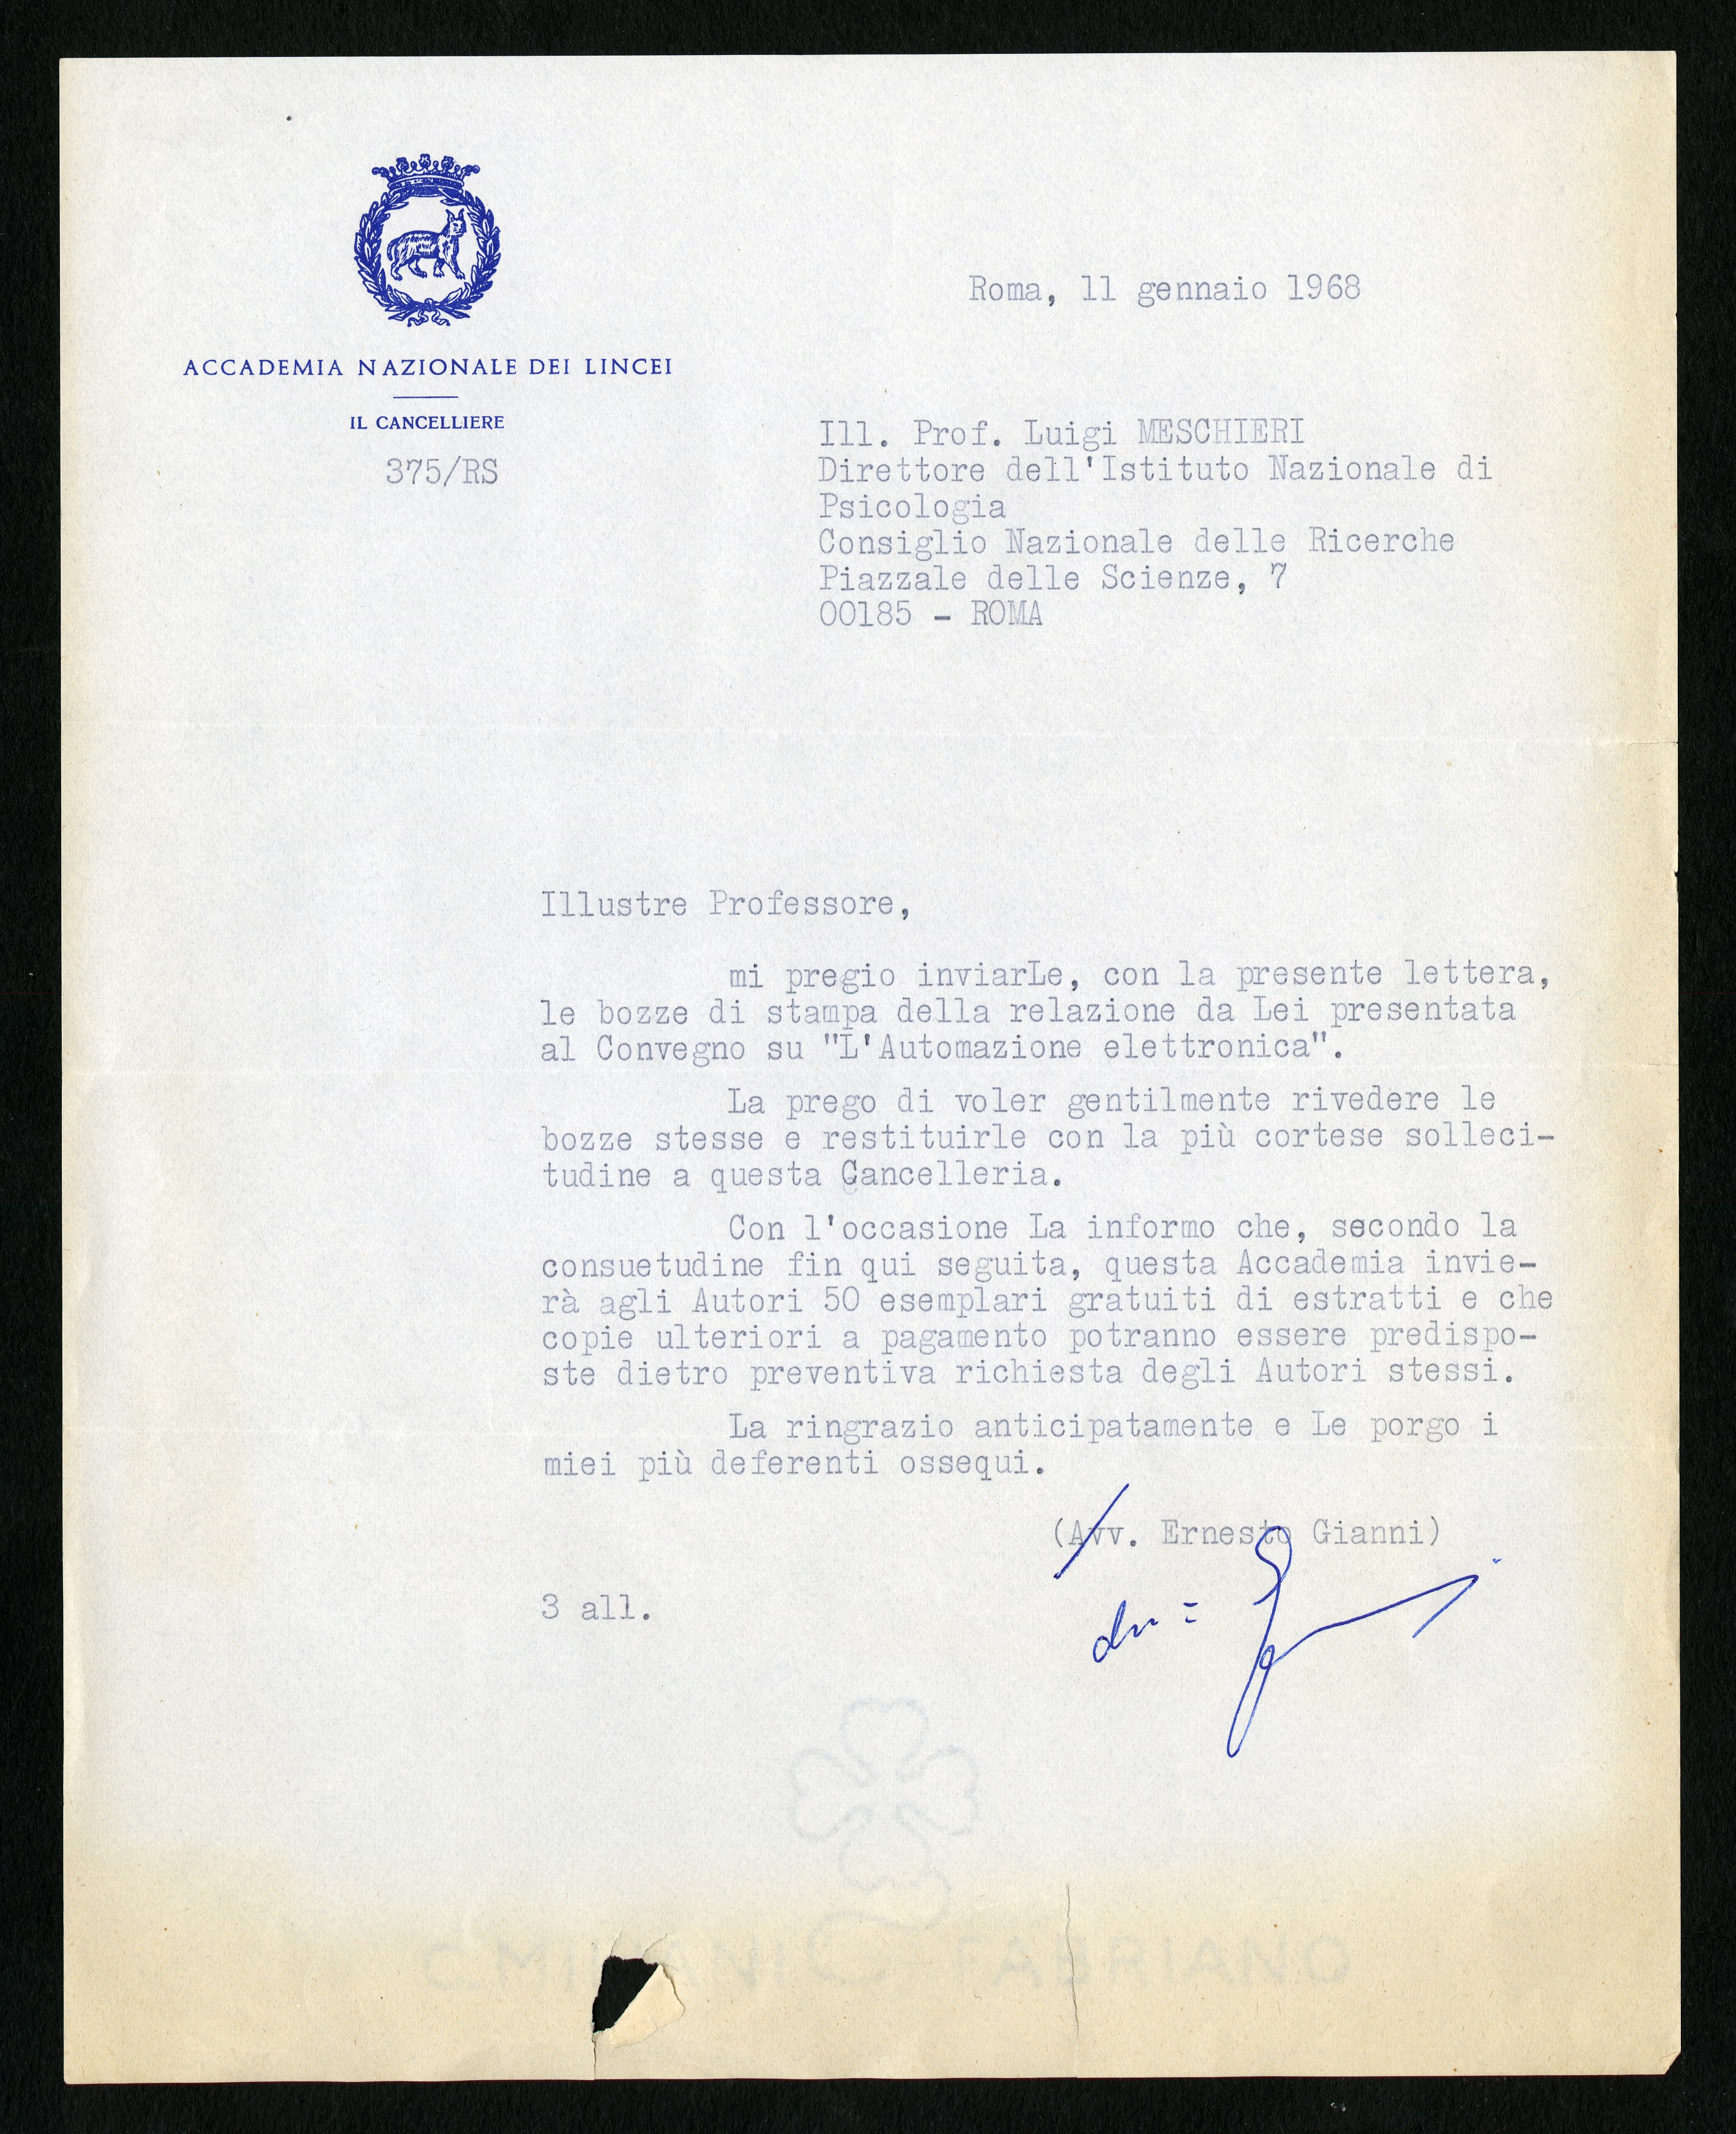 Roma, 11 gennaio 1968
ACCADEMIA NAZIONALE DEI LINCEI
IL CANCELLIERE
375/RS
Ill. Prof. Luigi MESCHIERI
Direttore dell'Istituto Nazionale di
Psicologia
Consiglio Nazionale delle Ricerche
Piazzale delle Scienze, 7
00185 - ROMA
Illustre Professore,
mi pregio inviarLe, con la presente lettera,
le bozze di stampa della relazione da Lei presentata
al Convegno su "L'Automazione elettronica".
La prego di voler gentilmente rivedere le
bozze stesse e restituirle con la più cortese solleci-
tudine a questa Cancelleria.
Con l'occasione La informo che, secondo la
consuetudine fin qui seguita, questa Accademia invie-
rà agli Autori 50 esemplari gratuiti di estratti e che
copie ulteriori a pagamento potranno essere predispo-
ste dietro preventiva richiesta degli Autori stessi.
La ringrazio anticipatamente e Le porgo i
miei più deferenti ossequi.
(Avv. Ernesto Gianni)
3 all.
FABRIANO